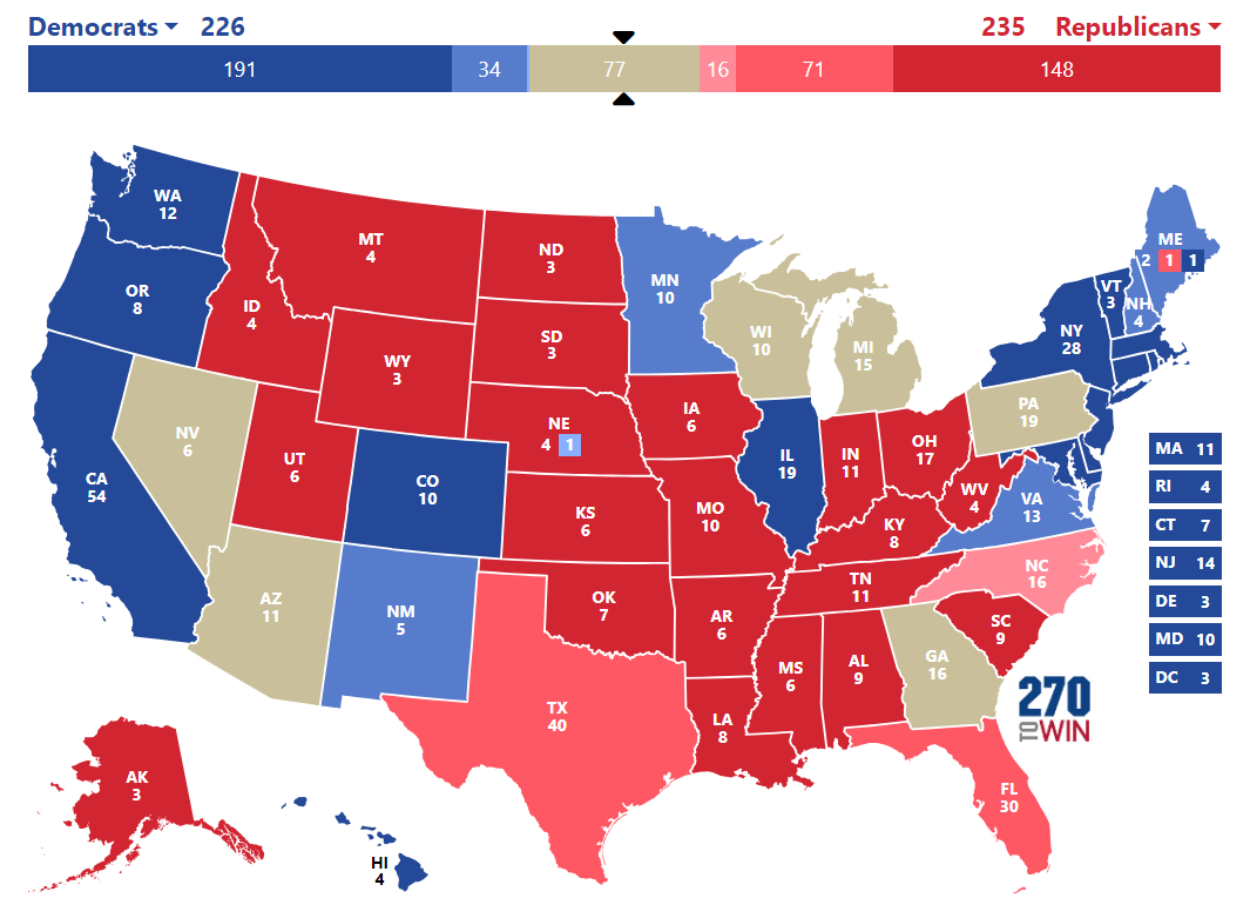 Democrats 226
235 Republicans
191 34 77 16 71 148
WA
12
OR
8
CA
54
NV
6
ID
4
MT
4
WY
3
UT
6
AZ
11
CO
10
NM
5
ND
3
SD
3
NE
4 1
KS
6
OK
7
TX
40
MN
10
IA
6
MO
10
AR
6
LA
8
WI
10
IL
19
MI
15
IN
11
OH
17
KY
8
TN
11
MS
6
AL
9
GA
16
FL
30
SC
9
NC
16
VA
13
WV
4
PA
19
NY
28
VT
3
NH
4
ME
2 1 1
MA 11
RI 4
CT 7
NJ 14
DE 3
MD 10
DC 3
AK
3
HI
4
270
TO WIN